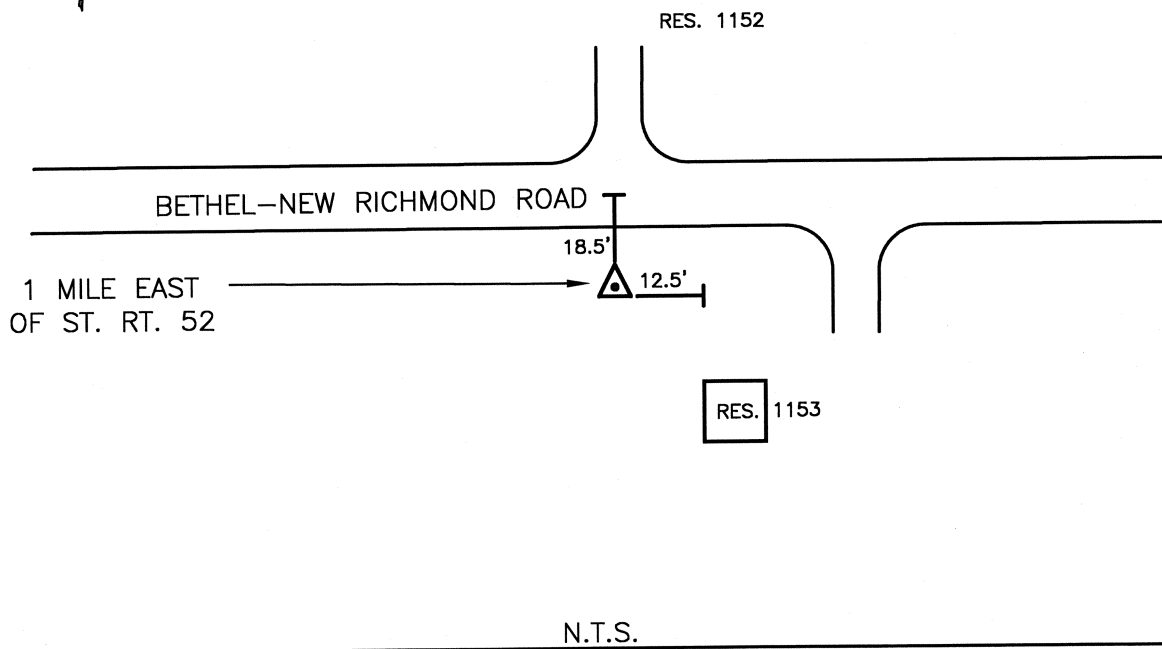 RES. 1152
BETHEL-NEW RICHMOND ROAD
18.5'
12.5'
1 MILE EAST
OF ST. RT. 52
RES. 1153
N.T.S.